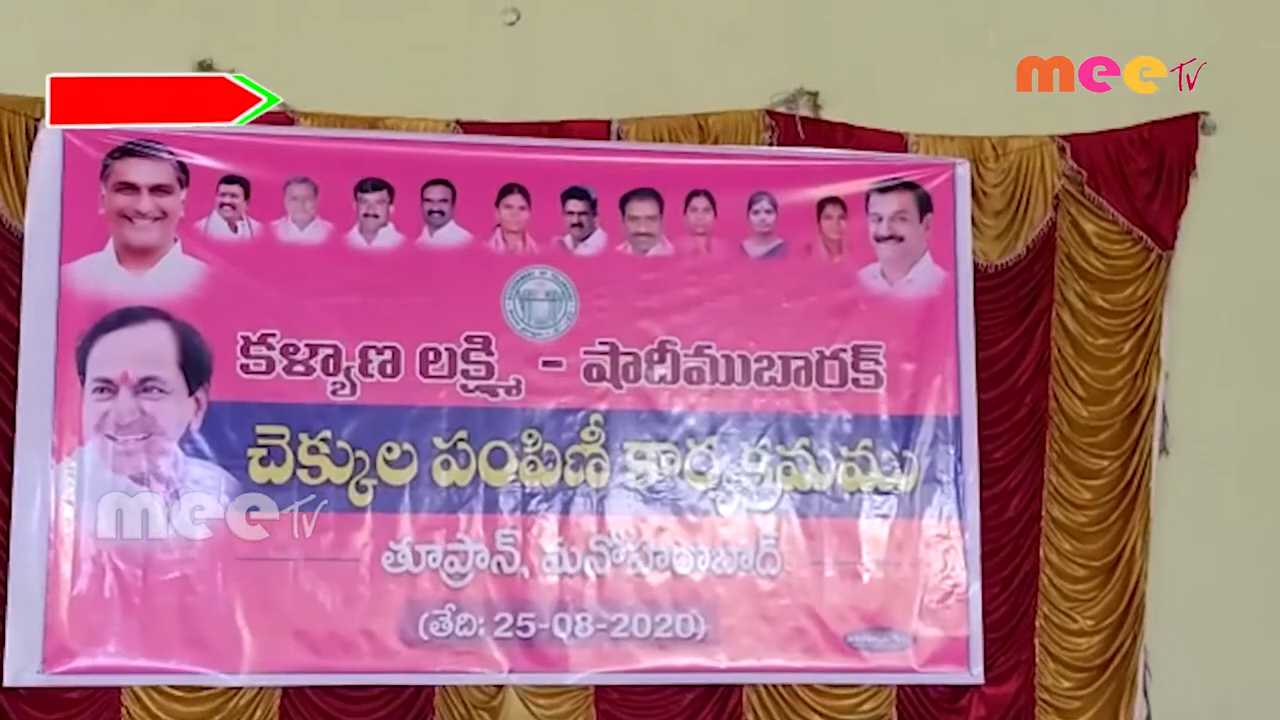 meeTV
కళ్యాణ లక్ష్మి - షాదీముబారక్
చెక్కుల పంపిణీ కార్యక్రమము
meeTV
తూప్రాన్, మనోహరాబాద్
(తేది: 25-08-2020)